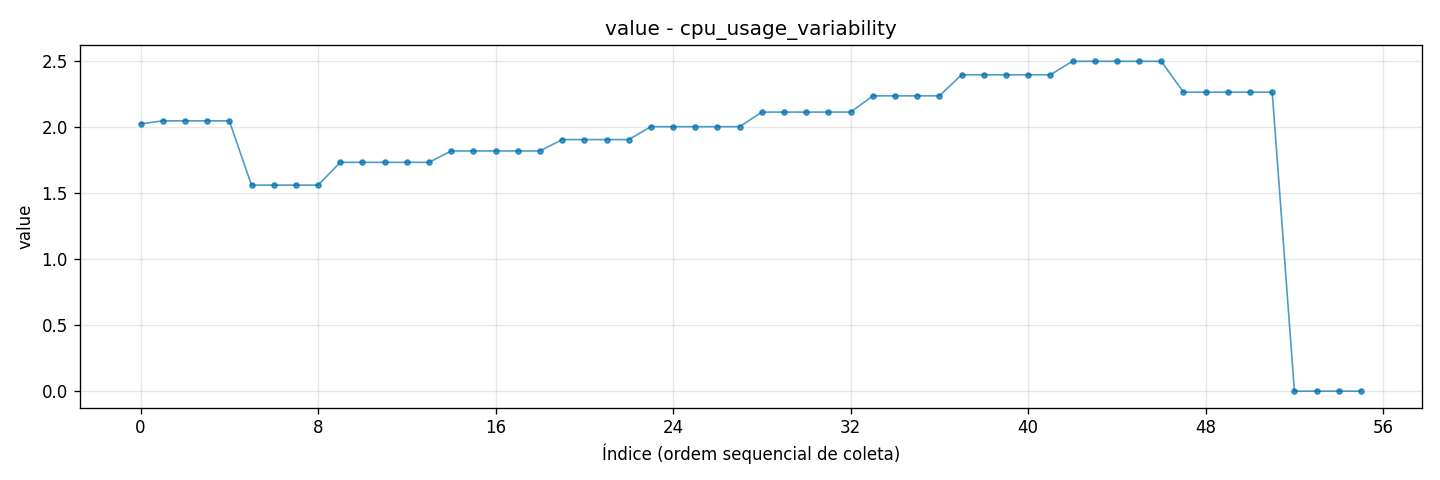 value - cpu_usage_variability
2.5
2.0
1.5
1.0
0.5
0.0
value
0 8 16 24 32 40 48 56
Índice (ordem sequencial de coleta)